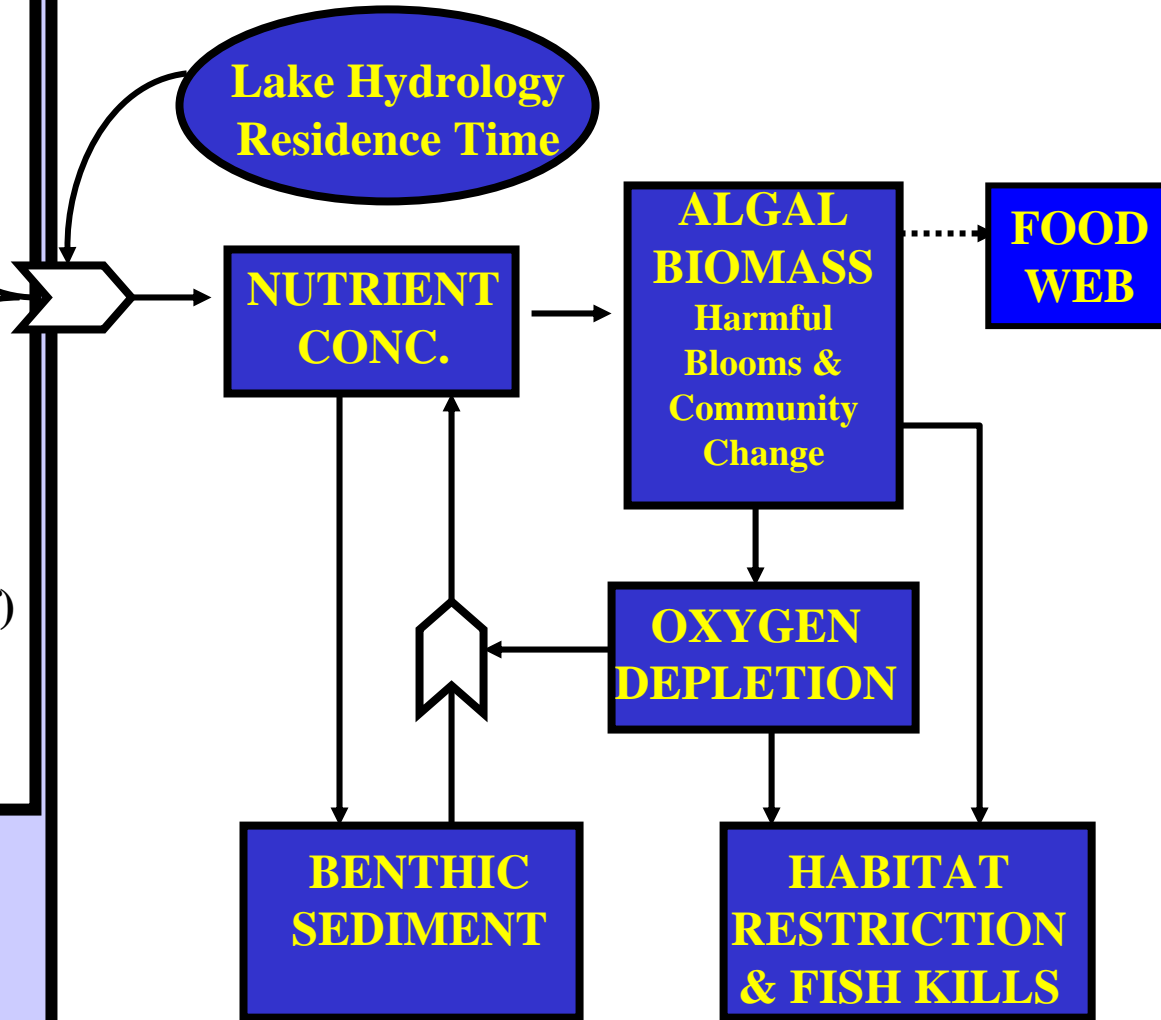 Lake Hydrology
Residence Time
ALGAL
BIOMASS
Harmful
Blooms &
Community
Change
FOOD
WEB
NUTRIENT
CONC.
)
OXYGEN
DEPLETION
BENTHIC
SEDIMENT
HABITAT
RESTRICTION
& FISH KILLS